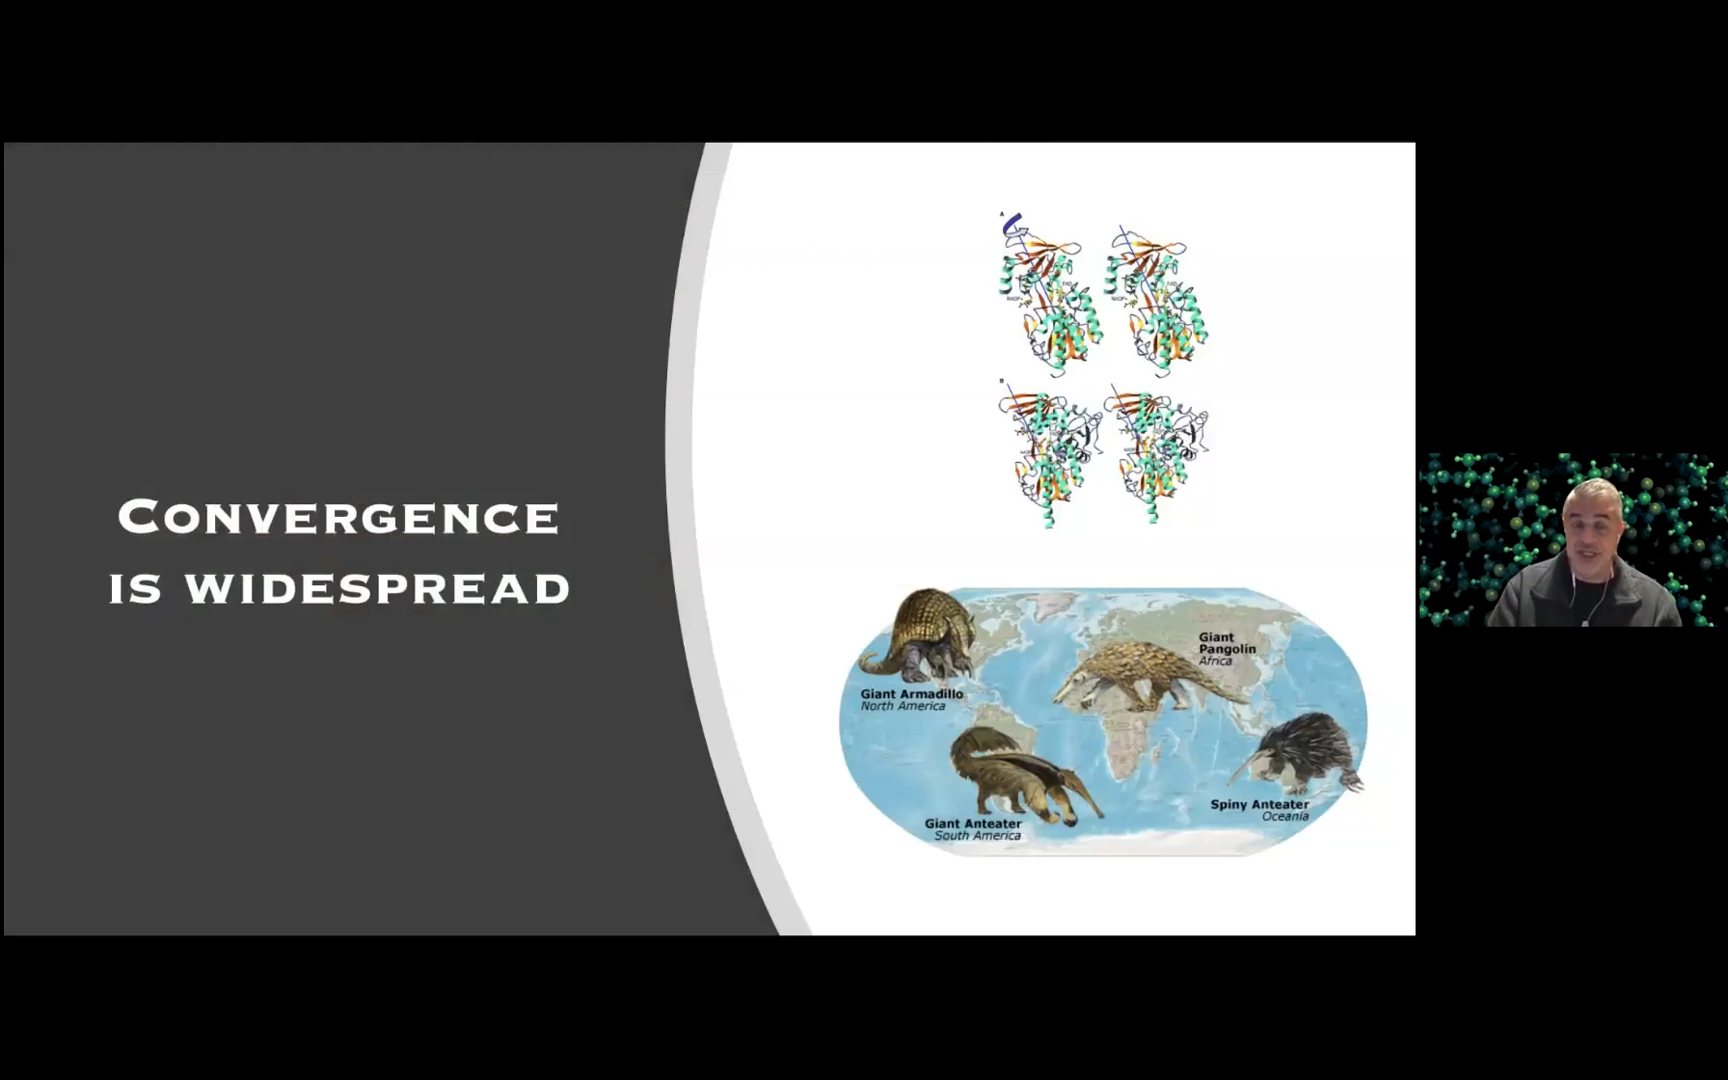 CONVERGENCE
IS WIDESPREAD
A
B
Giant Armadillo
North America
Giant
Pangolin
Africa
Giant Anteater
South America
Spiny Anteater
Oceania